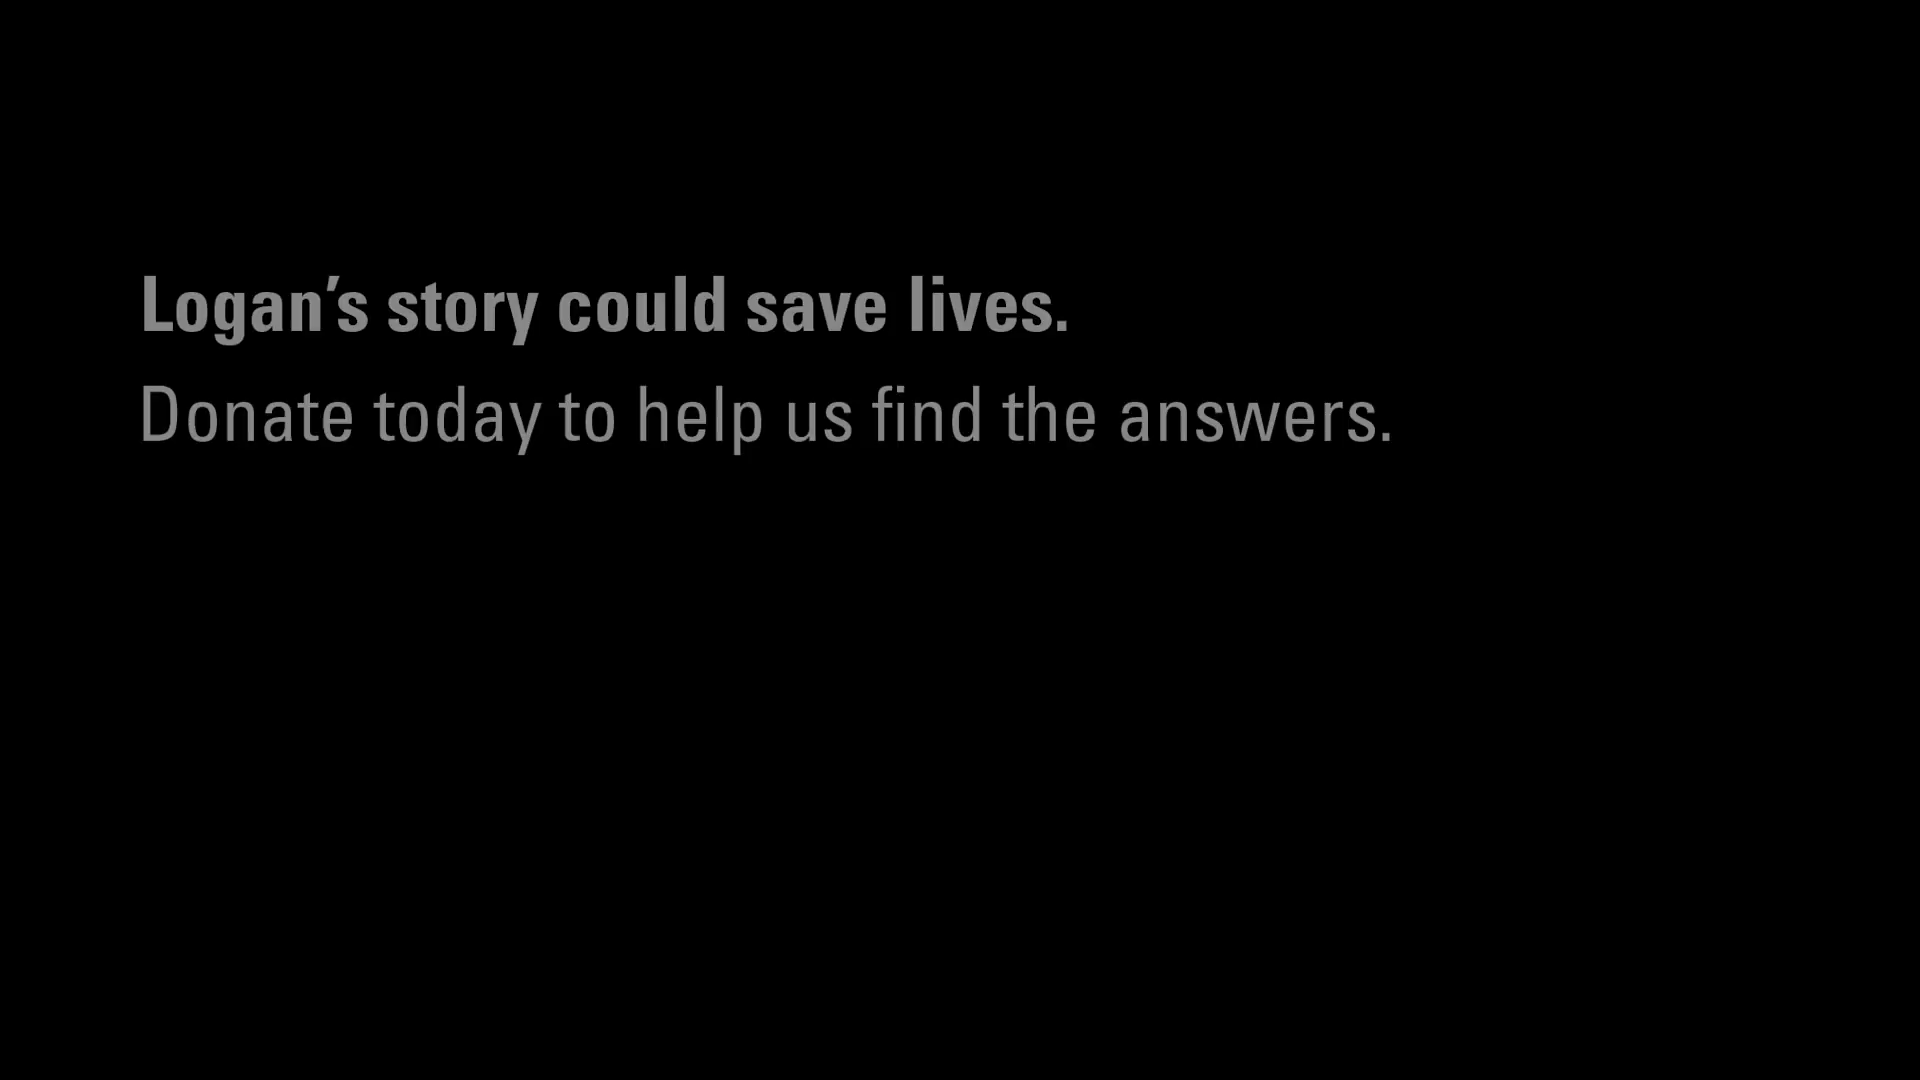 Logan’s story could save lives.
Donate today to help us find the answers.